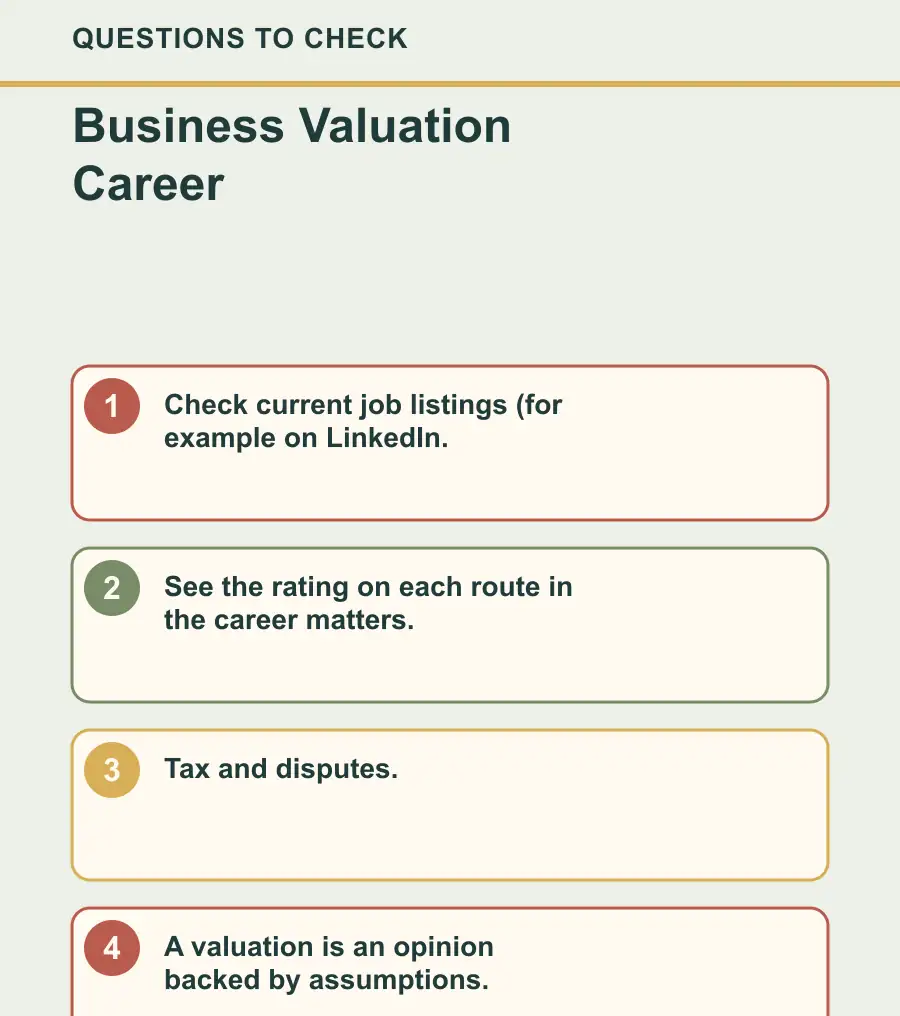 QUESTIONS TO CHECK
Business Valuation
Career
1
Check current job listings (for
example on LinkedIn.
2
See the rating on each route in
the career matters.
3
Tax and disputes.
4
A valuation is an opinion
backed by assumptions.